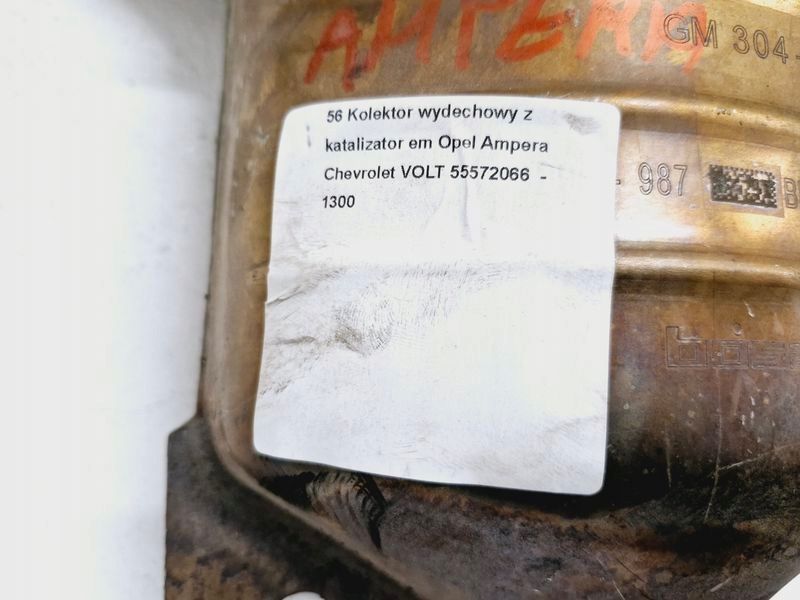 AMPERA
GM 304-
56 Kolektor wydechowy z
katalizator em Opel Ampera
Chevrolet VOLT 55572066 -
1300
987